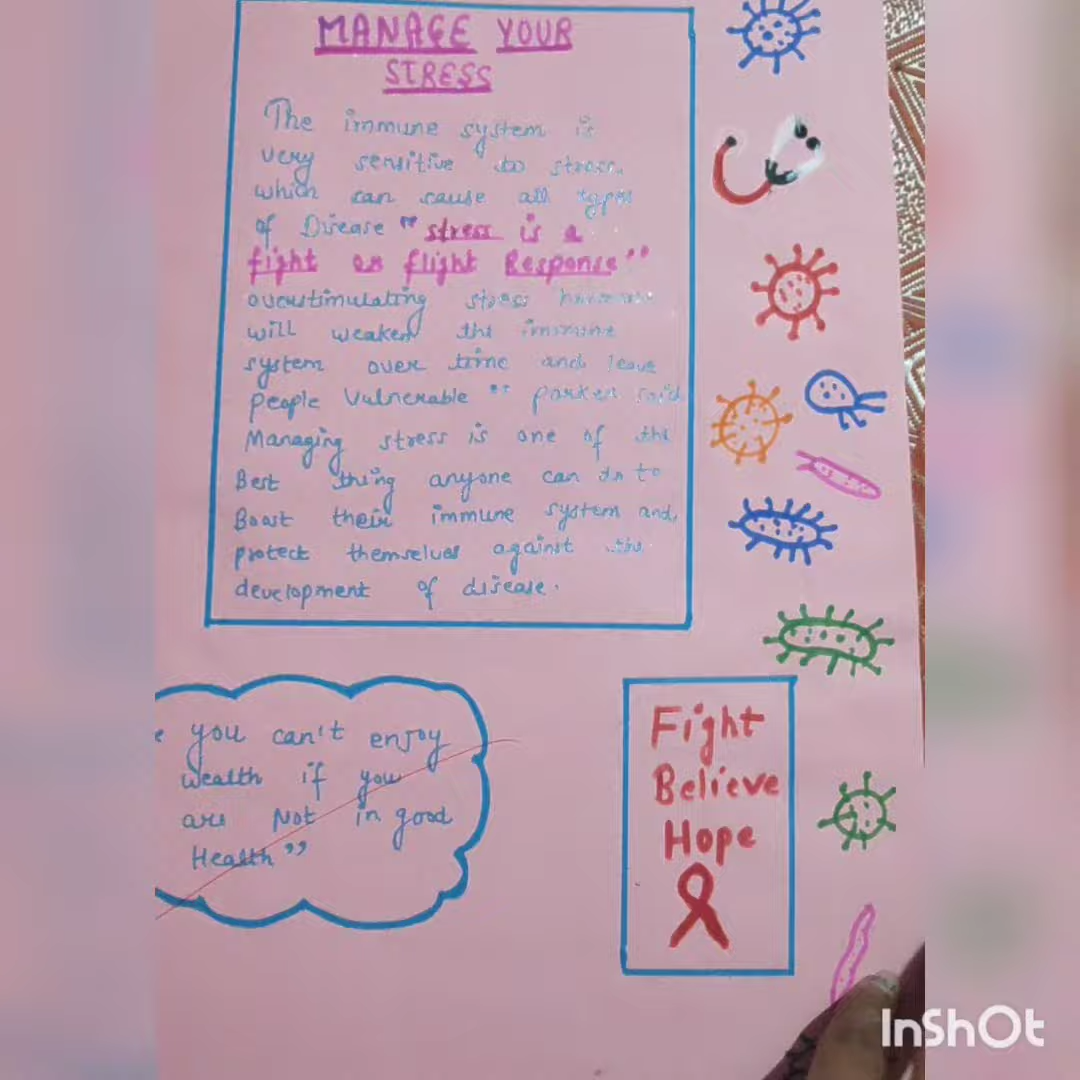 MANAGE YOUR
STRESS
The immune system is
very sensitive to stress.
which can cause all types
of Disease "stress is a
fight or flight Response"
overstimulating stress hormone
will weaken the immune
system over time and leave
people Vulnerable " parker said
Managing stress is one of the
Best thing anyone can do to
Boost their immune system and
protect themselves against the
development of disease.
you can't enjoy
wealth if you
are Not in good
Health"
Fight
Believe
Hope
InShOt